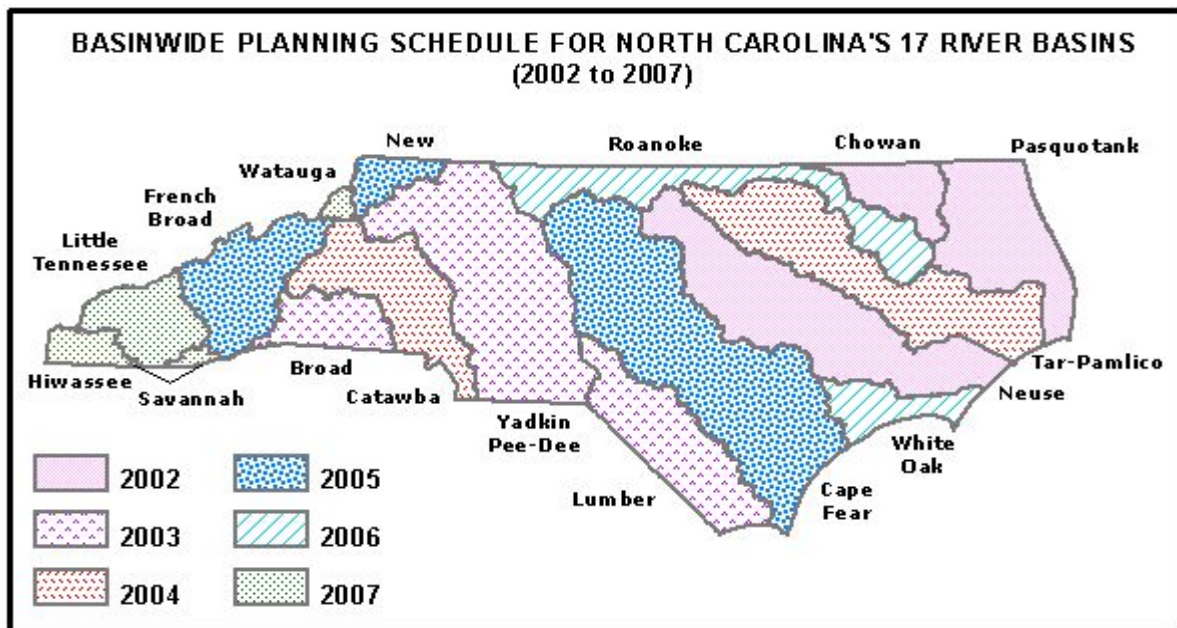 BASINWIDE PLANNING SCHEDULE FOR NORTH CAROLINA'S 17 RIVER BASINS
(2002 to 2007)
New
Roanoke
Chowan
Pasquotank
Watauga
French
Broad
Little
Tennessee
Hiwassee
Savannah
Broad
Catawba
Yadkin
Pee-Dee
Lumber
Cape
Fear
White
Oak
Neuse
Tar-Pamlico
2002
2003
2004
2005
2006
2007